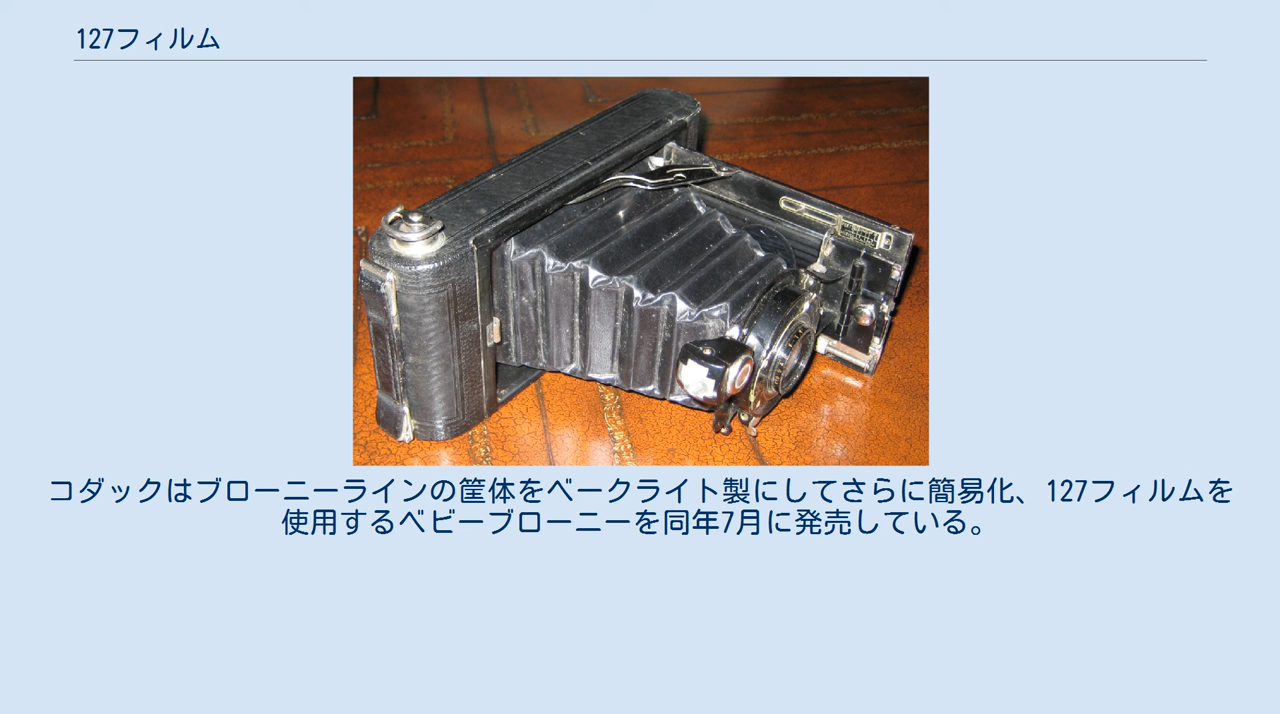 127フィルム
コダックはブローニーラインの筐体をベークライト製にしてさらに簡易化、127フィルムを
使用するベビーブローニーを同年7月に発売している。